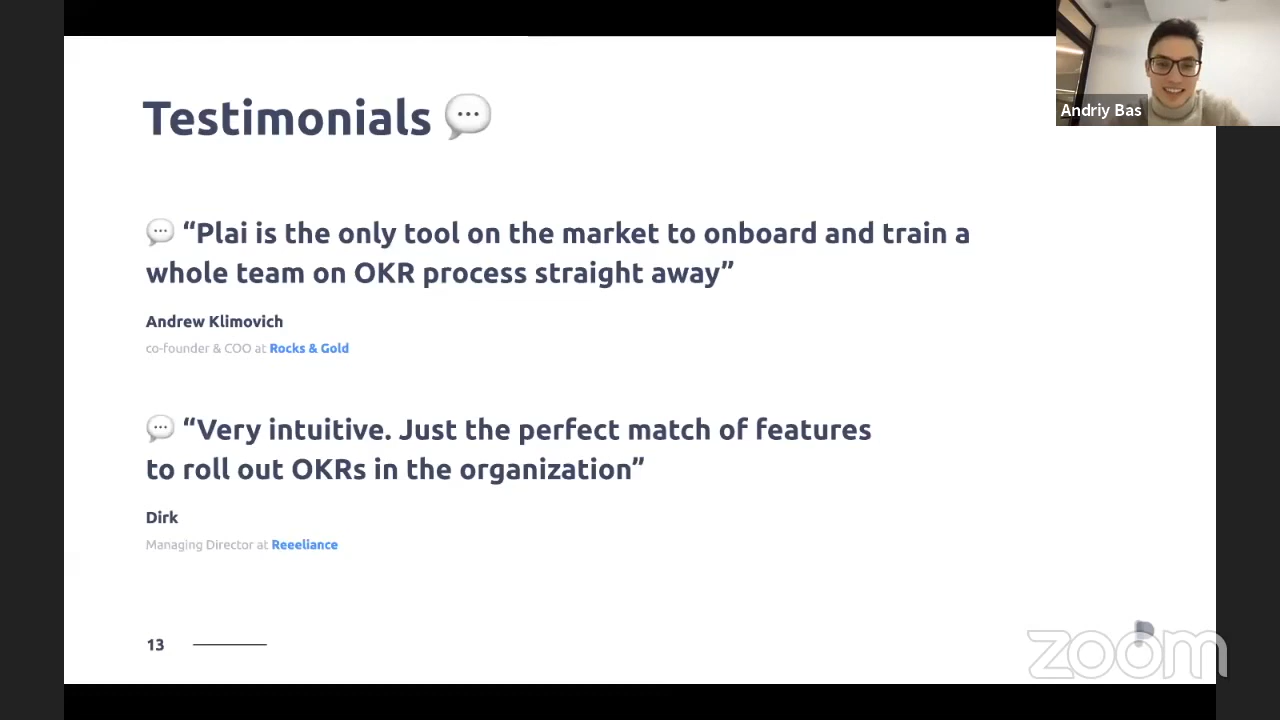 Testimonials
“Plai is the only tool on the market to onboard and train a
whole team on OKR process straight away”
Andrew Klimovich
co-founder & COO at Rocks & Gold
“Very intuitive. Just the perfect match of features
to roll out OKRs in the organization”
Dirk
Managing Director at Reeeliance
13
Andriy Bas
zoom